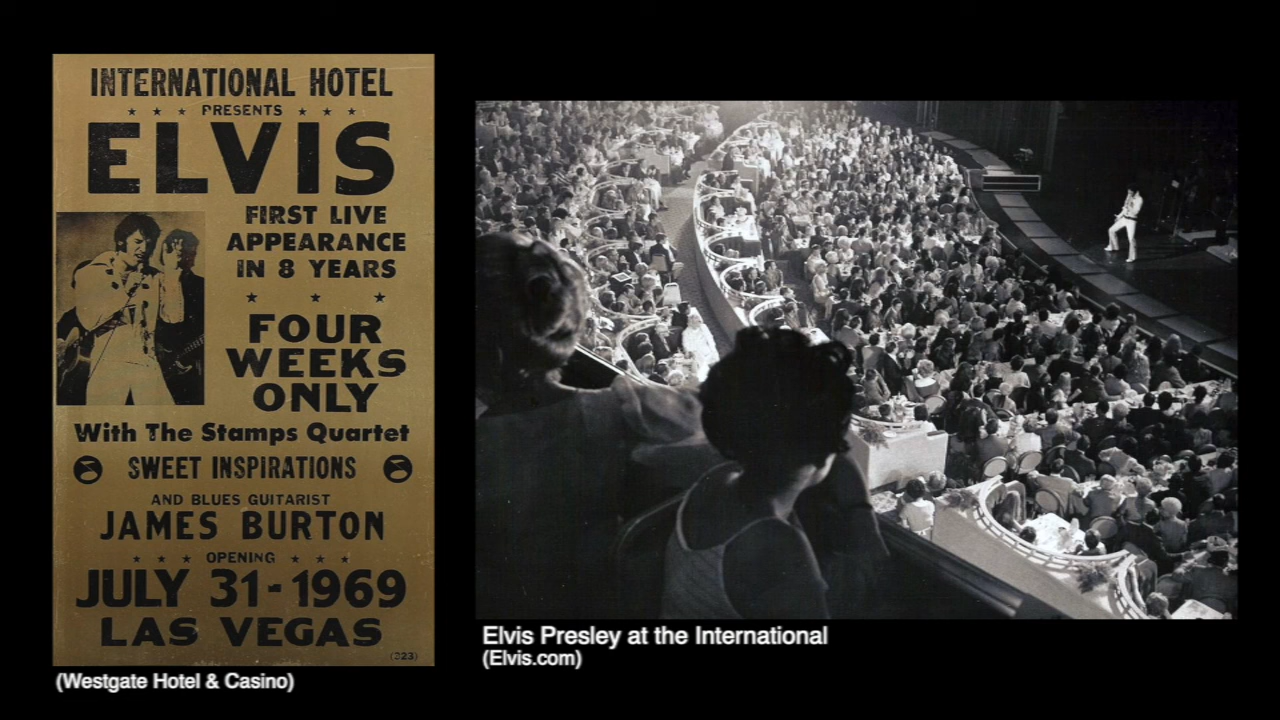 INTERNATIONAL HOTEL
PRESENTS
ELVIS
FIRST LIVE
APPEARANCE
IN 8 YEARS
FOUR
WEEKS
ONLY
With The Stamps Quartet
SWEET INSPIRATIONS
AND BLUES GUITARIST
JAMES BURTON
OPENING
JULY 31-1969
LAS VEGAS
(323)
(Westgate Hotel & Casino)
Elvis Presley at the International
(Elvis.com)